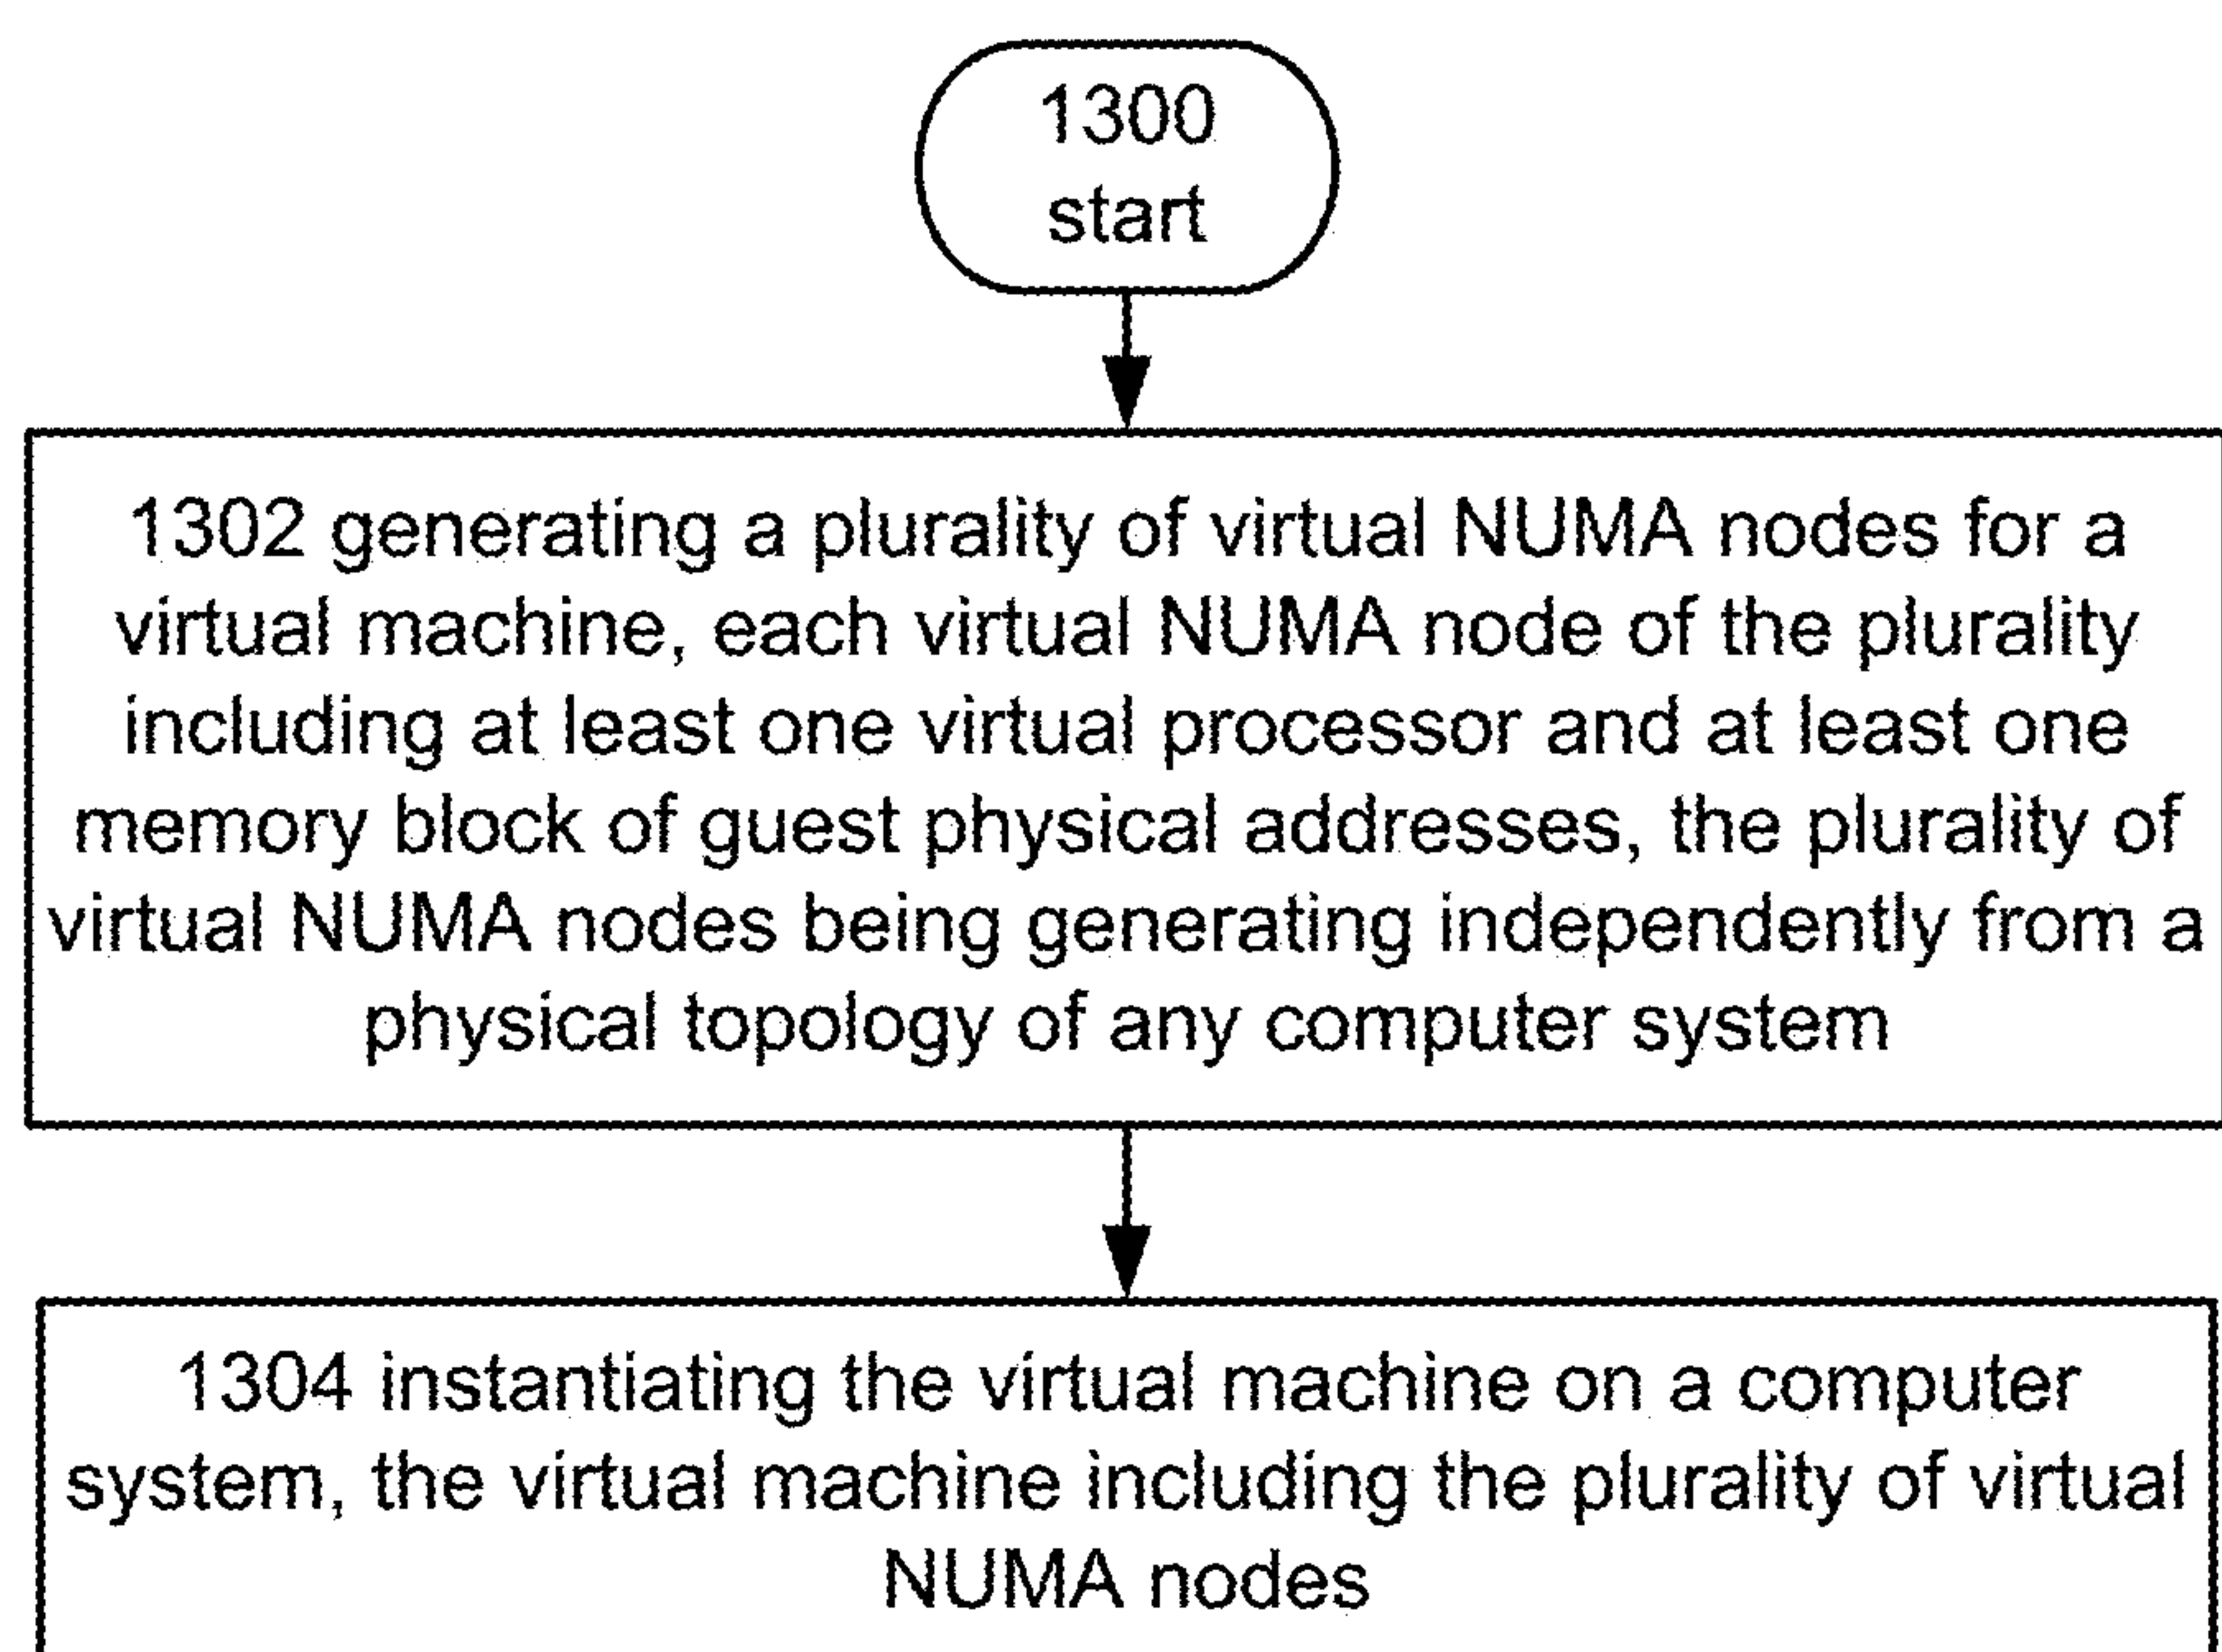 1300
start
1302 generating a plurality of virtual NUMA nodes for a
virtual machine, each virtual NUMA node of the plurality
including at least one virtual processor and at least one
memory block of guest physical addresses, the plurality of
virtual NUMA nodes being generating independently from a
physical topology of any computer system
1304 instantiating the virtual machine on a computer
system, the virtual machine including the plurality of virtual
NUMA nodes